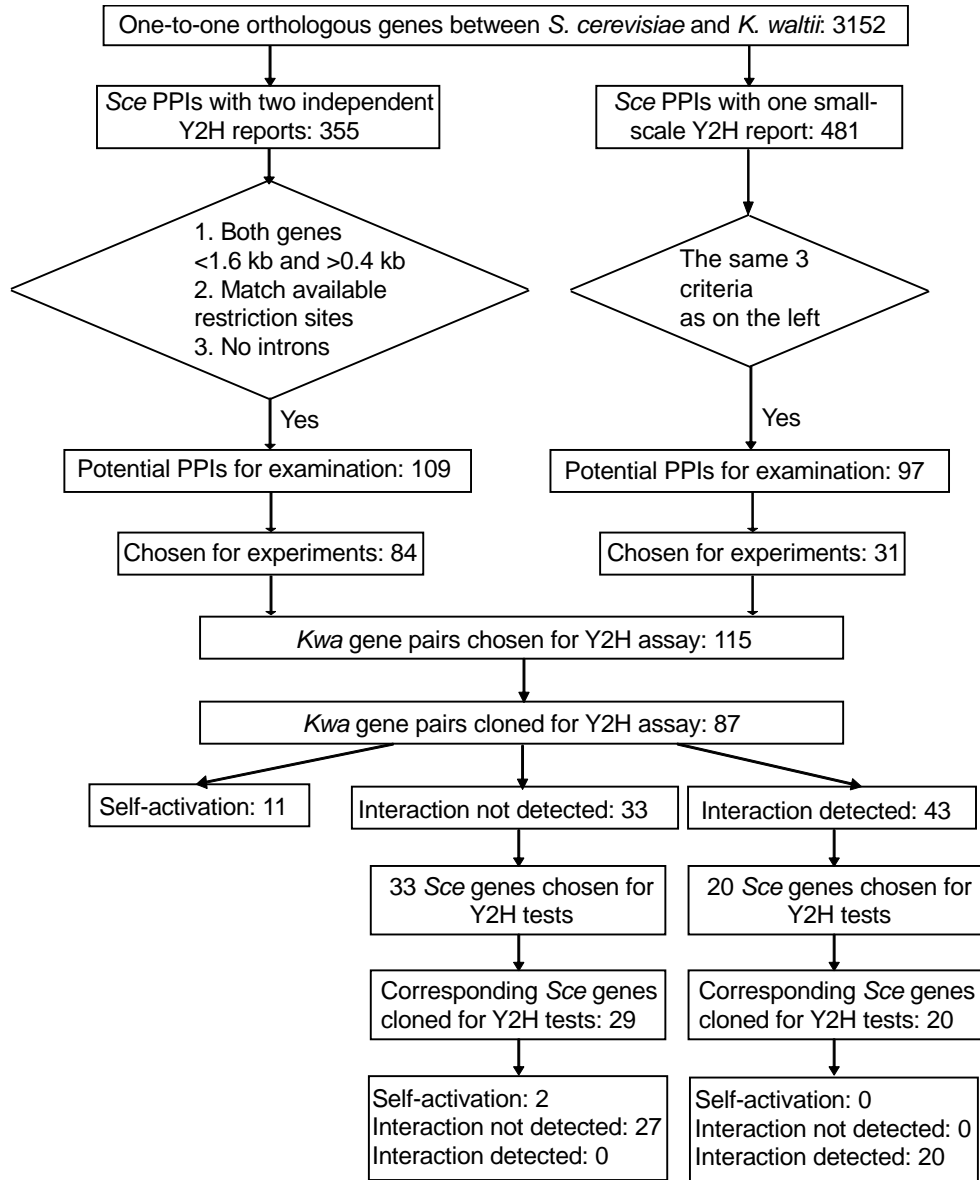 One-to-one orthologous genes between S. cerevisiae and K. waltii: 3152
Sce PPIs with two independent
Y2H reports: 355
Sce PPIs with one small-
scale Y2H report: 481
1. Both genes
<1.6 kb and >0.4 kb
2. Match available
restriction sites
3. No introns
The same 3
criteria
as on the left
Yes
Yes
Potential PPIs for examination: 109
Potential PPIs for examination: 97
Chosen for experiments: 84
Chosen for experiments: 31
Kwa gene pairs chosen for Y2H assay: 115
Kwa gene pairs cloned for Y2H assay: 87
Self-activation: 11
Interaction not detected: 33
Interaction detected: 43
33 Sce genes chosen for
Y2H tests
20 Sce genes chosen for
Y2H tests
Corresponding Sce genes
cloned for Y2H tests: 29
Corresponding Sce genes
cloned for Y2H tests: 20
Self-activation: 2
Interaction not detected: 27
Interaction detected: 0
Self-activation: 0
Interaction not detected: 0
Interaction detected: 20